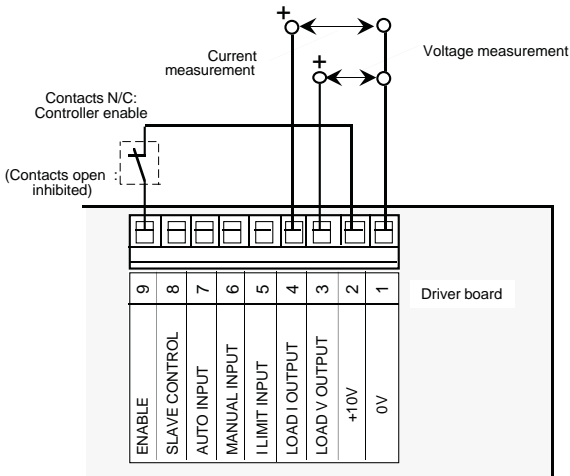 +
Current
measurement
Voltage measurement
+
Contacts N/C:
Controller enable
(Contacts open :
inhibited)
Driver board
9 8 7 6 5 4 3 2 1
ENABLE
SLAVE CONTROL
AUTO INPUT
MANUAL INPUT
I LIMIT INPUT
LOAD I OUTPUT
LOAD V OUTPUT
+10V
0V